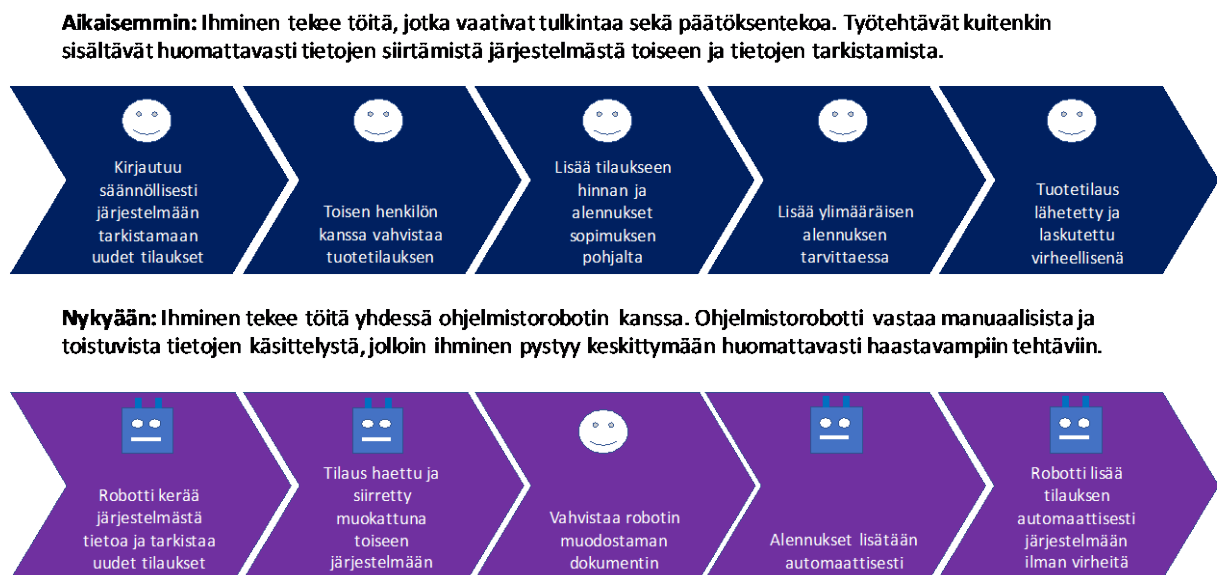 Aikaisemmin: Ihminen tekee töitä, jotka vaativat tulkintaa sekä päätöksentekoa. Työtehtävät kuitenkin
sisältävät huomattavasti tietojen siirtämistä järjestelmästä toiseen ja tietojen tarkistamista.
Kirjautuu
säännöllisesti
järjestelmään
tarkistamaan
uudet tilaukset
Toisen henkilön
kanssa vahvistaa
tuotetilauksen
Lisää tilaukseen
hinnan ja
alennukset
sopimuksen
pohjalta
Lisää ylimääräisen
alennuksen
tarvittaessa
Tuotetilaus
lähetetty ja
laskutettu
virheellisenä
Nykyään: Ihminen tekee töitä yhdessä ohjelmistorobotin kanssa. Ohjelmistorobotti vastaa manuaalisista ja
toistuvista tietojen käsittelystä, jolloin ihminen pystyy keskittymään huomattavasti haastavampiin tehtäviin.
Robotti kerää
järjestelmästä
tietoa ja tarkistaa
uudet tilaukset
Tilaus haettu ja
siirretty
muokattuna
toiseen
järjestelmään
Vahvistaa robotin
muodostaman
dokumentin
Alennukset lisätään
automaattisesti
Robotti lisää
tilauksen
automaattisesti
järjestelmään
ilman virheitä